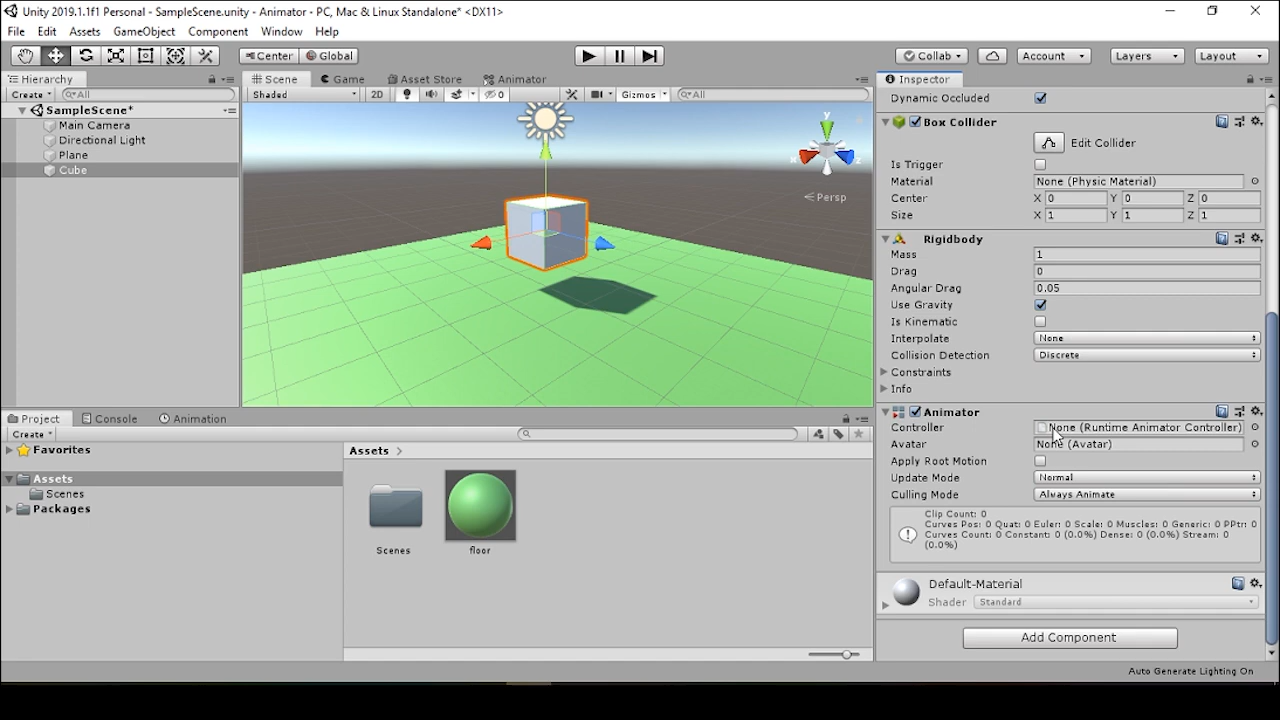 Unity 2019.1.1f1 Personal - SampleScene.unity - Animator - PC, Mac & Linux Standalone* <DX11>
File Edit Assets GameObject Component Window Help
Center Global Collab Account Layers Layout
Hierarchy
Create All
SampleScene*
Main Camera
Directional Light
Plane
Cube
Scene Game Asset Store Animator
Shaded 2D 0 Gizmos All
y
x
z
Persp
Project Console Animation
Create
Favorites
Assets
Scenes
Packages
Assets >
Scenes floor
Inspector
Dynamic Occluded
Box Collider
Edit Collider
Is Trigger
Material None (Physic Material)
Center X 0 Y 0 Z 0
Size X 1 Y 1 Z 1
Rigidbody
Mass 1
Drag 0
Angular Drag 0.05
Use Gravity
Is Kinematic
Interpolate None
Collision Detection Discrete
Constraints
Info
Animator
Controller None (Runtime Animator Controller)
Avatar None (Avatar)
Apply Root Motion
Update Mode Normal
Culling Mode Always Animate
Clip Count: 0
Curves Pos: 0 Quat: 0 Euler: 0 Scale: 0 Muscles: 0 Generic: 0 PPtr: 0
Curves Count: 0 Constant: 0 (0.0%) Dense: 0 (0.0%) Stream: 0
(0.0%)
Default-Material
Shader Standard
Add Component
Auto Generate Lighting On